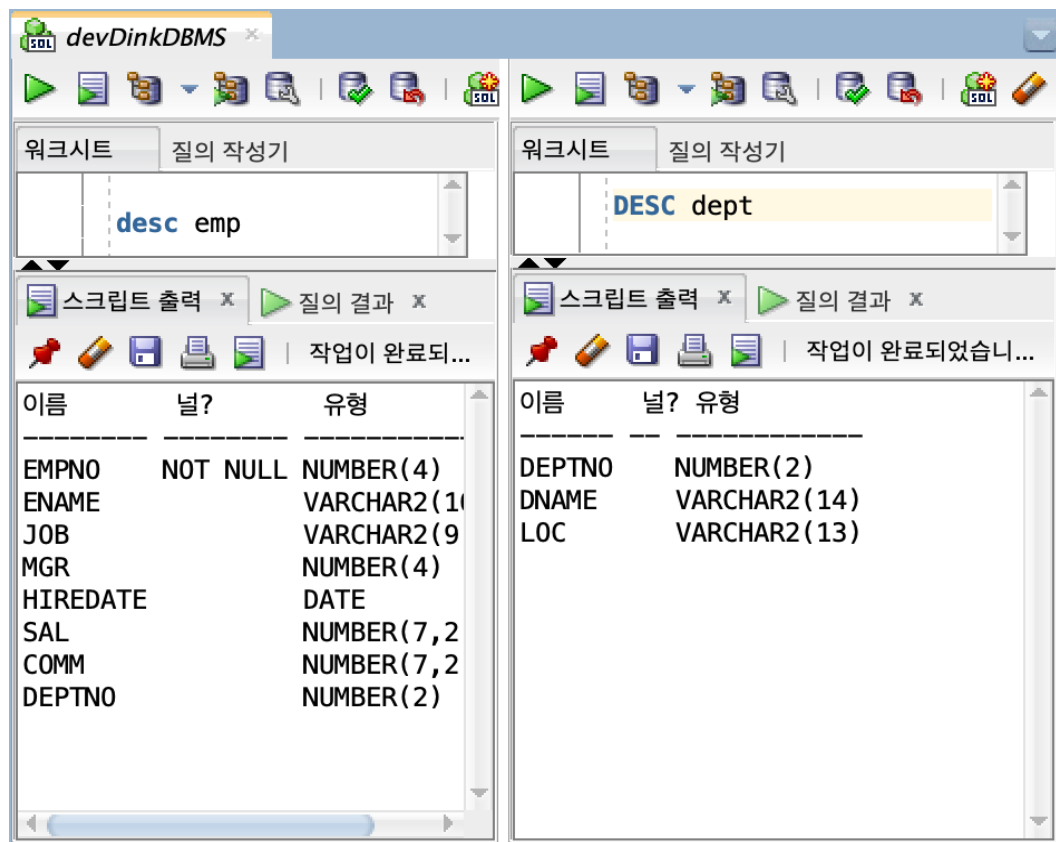 devDinkDBMS
워크시트 질의 작성기
desc emp
스크립트 출력 질의 결과
작업이 완료되...
이름 널? 유형
-------- -------- ------------
EMPNO NOT NULL NUMBER(4)
ENAME VARCHAR2(10
JOB VARCHAR2(9
MGR NUMBER(4)
HIREDATE DATE
SAL NUMBER(7,2
COMM NUMBER(7,2
DEPTNO NUMBER(2)
워크시트 질의 작성기
DESC dept
스크립트 출력 질의 결과
작업이 완료되었습니...
이름 널? 유형
------ -- ------------
DEPTNO NUMBER(2)
DNAME VARCHAR2(14)
LOC VARCHAR2(13)